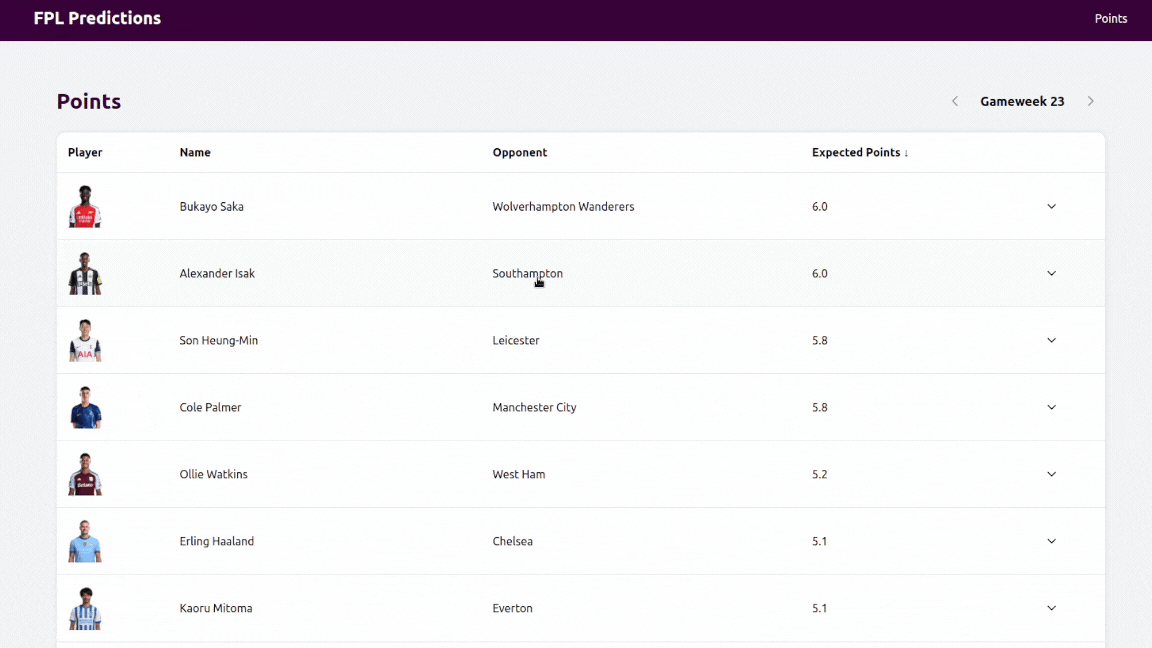 FPL Predictions Points
Points Gameweek 23
Player Name Opponent Expected Points ↓
Bukayo Saka Wolverhampton Wanderers 6.0
Alexander Isak Southampton 6.0
Son Heung-Min Leicester 5.8
AIA
Cole Palmer Manchester City 5.8
Ollie Watkins West Ham 5.2
Erling Haaland Chelsea 5.1
Kaoru Mitoma Everton 5.1